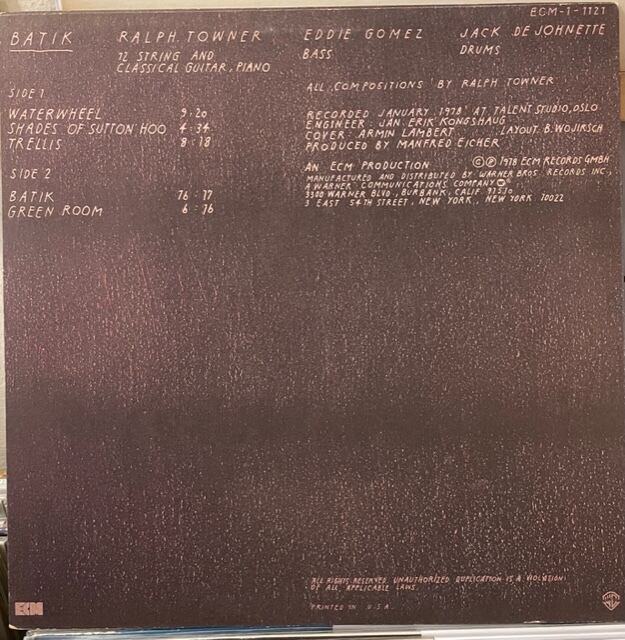 ECM-1-1121
BATIK RALPH TOWNER EDDIE GOMEZ JACK DEJOHNETTE
12 STRING AND CLASSICAL GUITAR, PIANO BASS DRUMS
ALL COMPOSITIONS BY RALPH TOWNER
SIDE 1
WATERWHEEL 9:20
SHADES OF SUTTON HOO 4:34
TRELLIS 8:18
SIDE 2
BATIK 16:17
GREEN ROOM 6:16
RECORDED JANUARY 1978 AT TALENT STUDIO, OSLO
ENGINEER: JAN ERIK KONGSHAUG
COVER: ARMIN LAMBERT LAYOUT: B. WOJIRSCH
PRODUCED BY MANFRED EICHER
AN ECM PRODUCTION © ℗ 1978 ECM RECORDS GMBH
MANUFACTURED AND DISTRIBUTED BY WARNER BROS. RECORDS INC.,
A WARNER COMMUNICATIONS COMPANY
3300 WARNER BLVD., BURBANK, CALIF. 91510
3 EAST 54TH STREET, NEW YORK, NEW YORK 10022
ALL RIGHTS RESERVED. UNAUTHORIZED DUPLICATION IS A VIOLATION
OF ALL APPLICABLE LAWS.
PRINTED IN U.S.A.
ECM